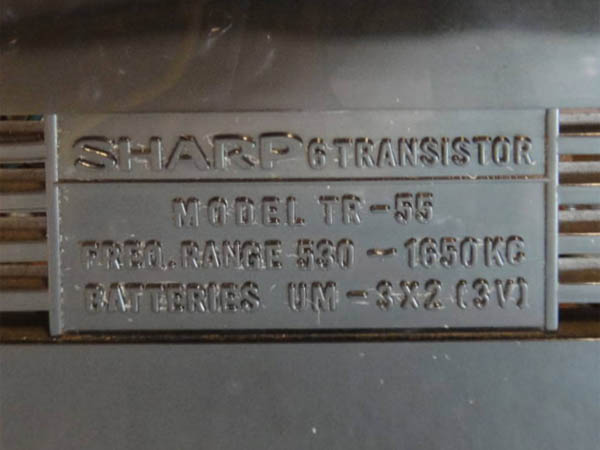 SHARP 6 TRANSISTOR
MODEL TR-55
FREQ. RANGE 530 - 1650 KC
BATTERIES UM - 3X2 (3V)